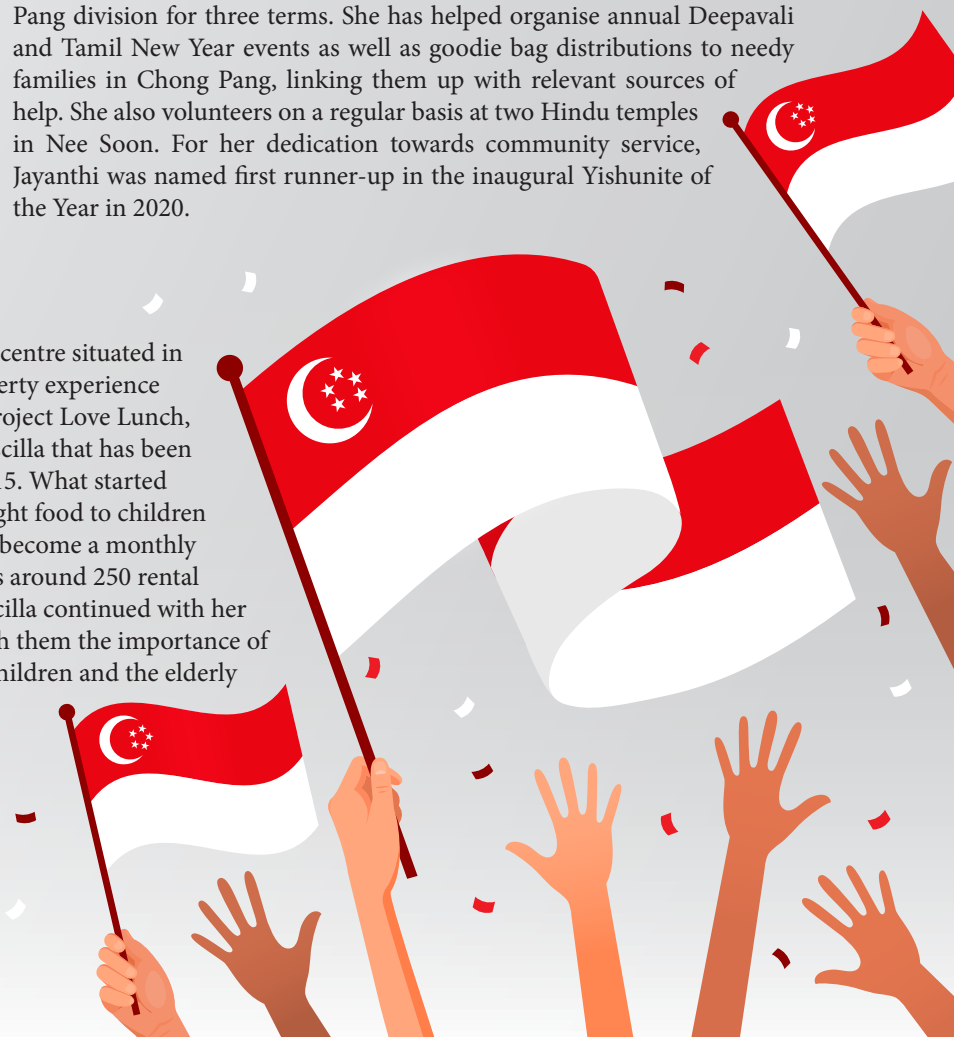 Pang division for three terms. She has helped organise annual Deepavali
and Tamil New Year events as well as goodie bag distributions to needy
families in Chong Pang, linking them up with relevant sources of
help. She also volunteers on a regular basis at two Hindu temples
in Nee Soon. For her dedication towards community service,
Jayanthi was named first runner-up in the inaugural Yishunite of
the Year in 2020.
centre situated in
erty experience
roject Love Lunch,
cilla that has been
15. What started
ght food to children
become a monthly
s around 250 rental
cilla continued with her
h them the importance of
hildren and the elderly